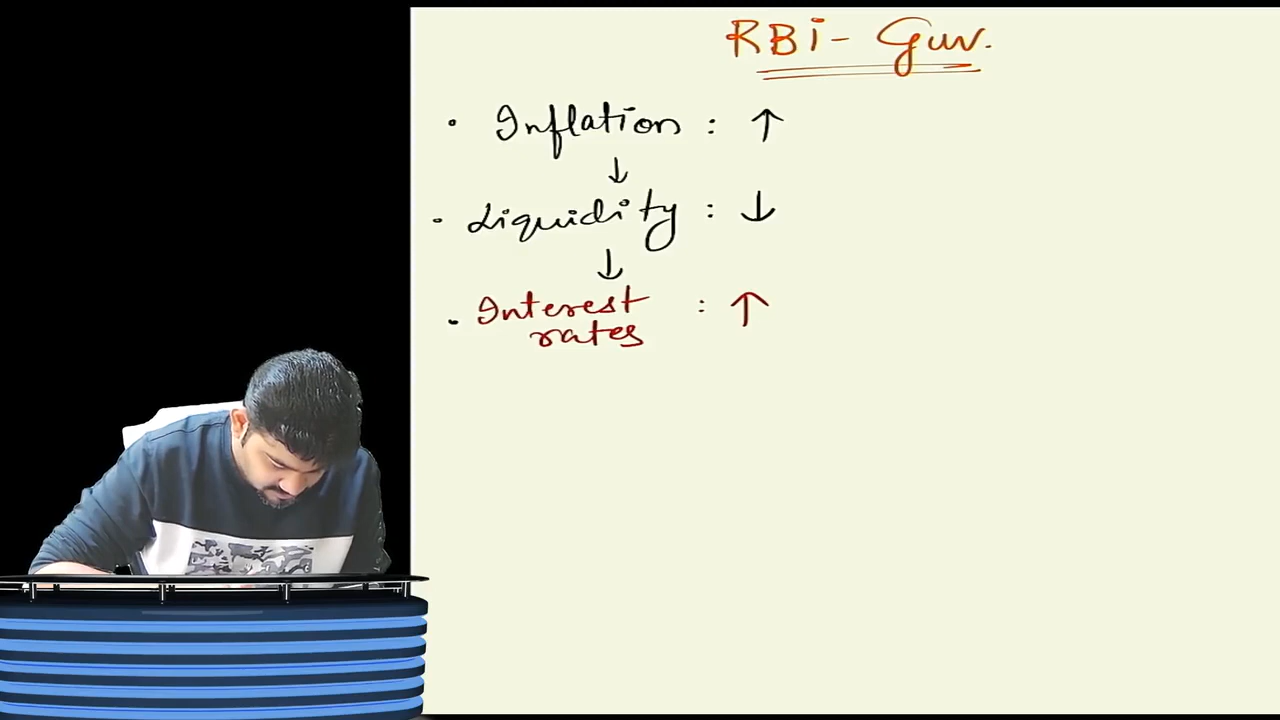 RBI - Guv.
• Inflation : ↑
↓
• Liquidity : ↓
↓
• Interest : ↑
rates